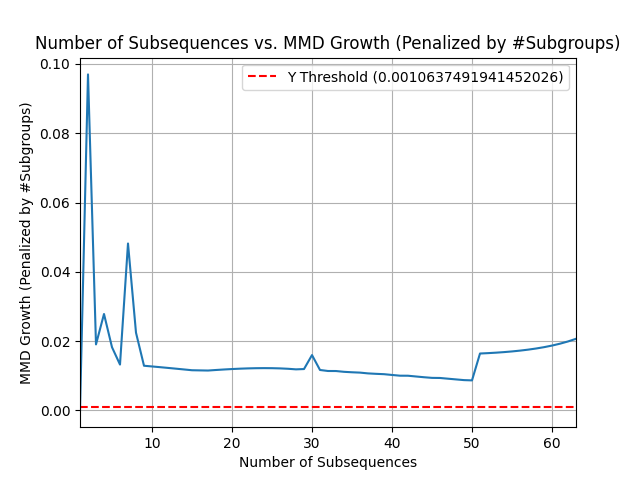 Number of Subsequences vs. MMD Growth (Penalized by #Subgroups)
Y Threshold (0.0010637491941452026)
MMD Growth (Penalized by #Subgroups)
0.10
0.08
0.06
0.04
0.02
0.00
10 20 30 40 50 60
Number of Subsequences